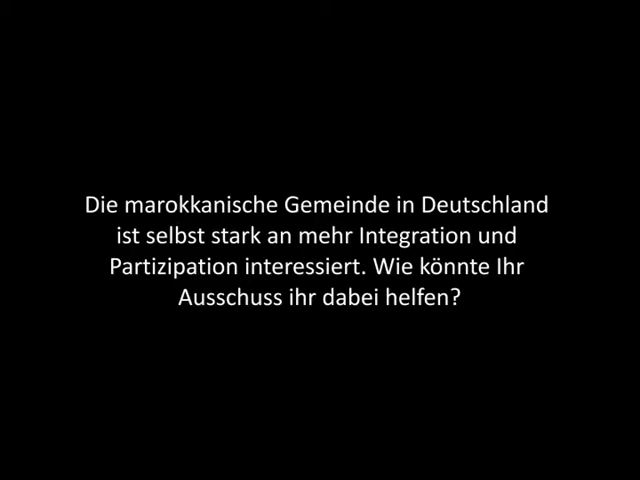 Die marokkanische Gemeinde in Deutschland
ist selbst stark an mehr Integration und
Partizipation interessiert. Wie könnte Ihr
Ausschuss ihr dabei helfen?